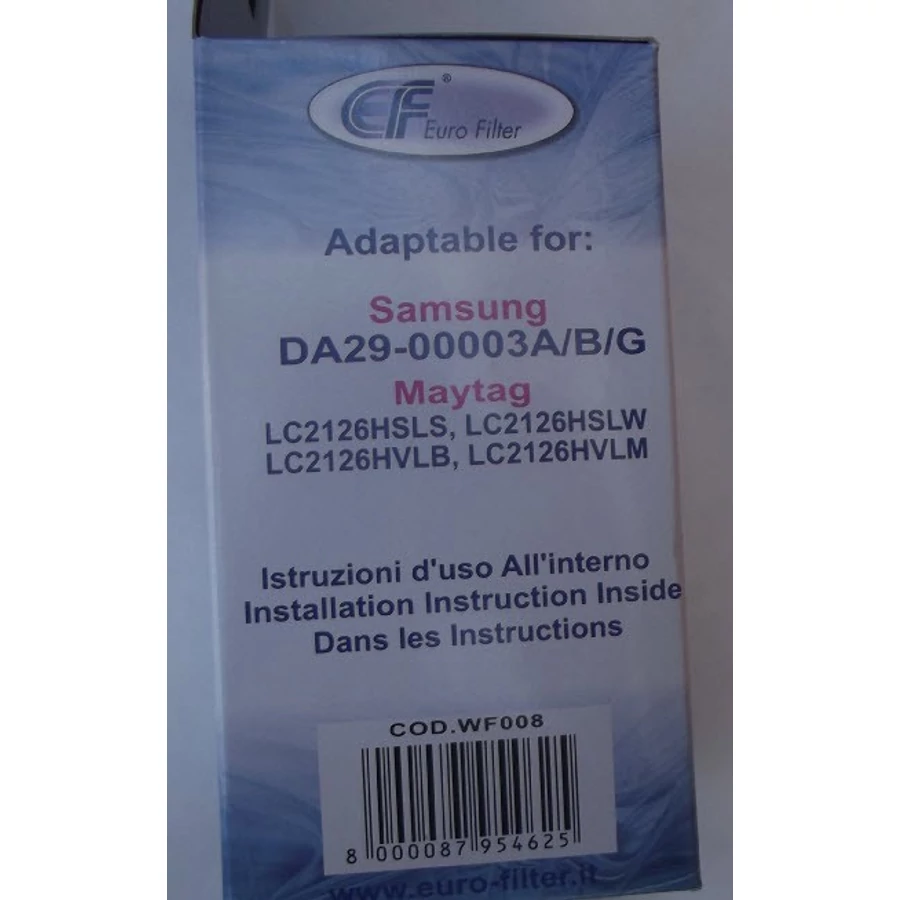 EF® Euro Filter
Adaptable for:
Samsung
DA29-00003A/B/G
Maytag
LC2126HSLS, LC2126HSLW
LC2126HVLB, LC2126HVLM
Istruzioni d'uso All'interno
Installation Instruction Inside
Dans les Instructions
COD.WF008
8 000087 954625
www.euro-filter.it